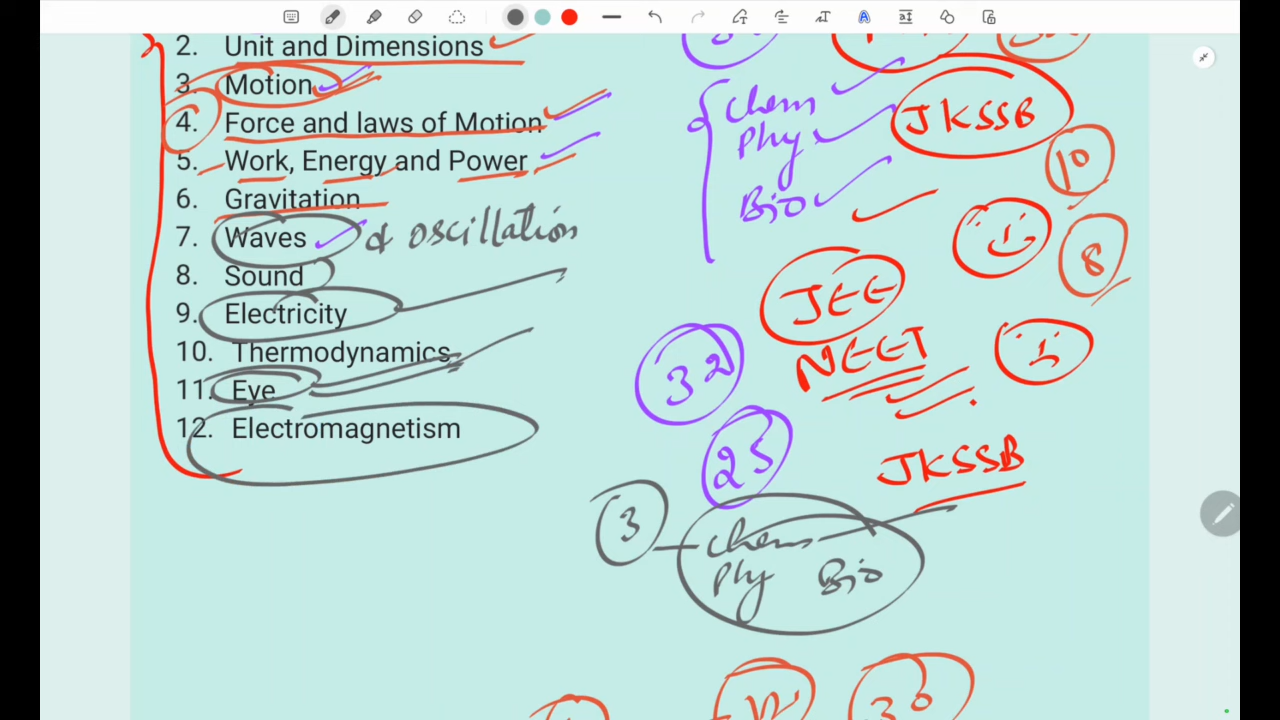 2. Unit and Dimensions
3. Motion
4. Force and laws of Motion
5. Work, Energy and Power
6. Gravitation
7. Waves & oscillation
8. Sound
9. Electricity
10. Thermodynamics
11. Eye
12. Electromagnetism
Chem
Phy
Bio
JKSSB
10
8
JEE
NEET
32
25
JKSSB
3 - Chem
Phy Bio
30